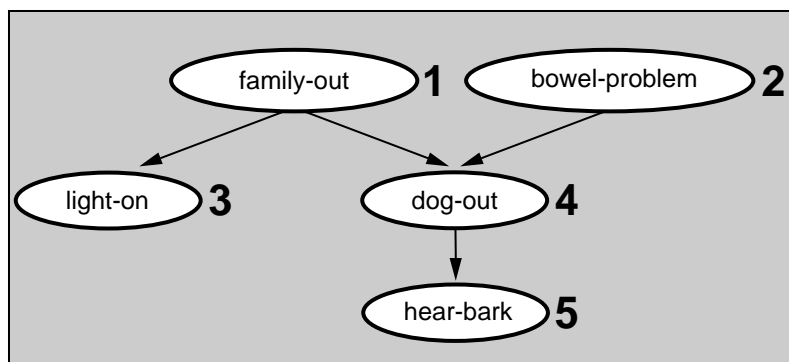 family-out 1
bowel-problem 2
light-on 3
dog-out 4
hear-bark 5